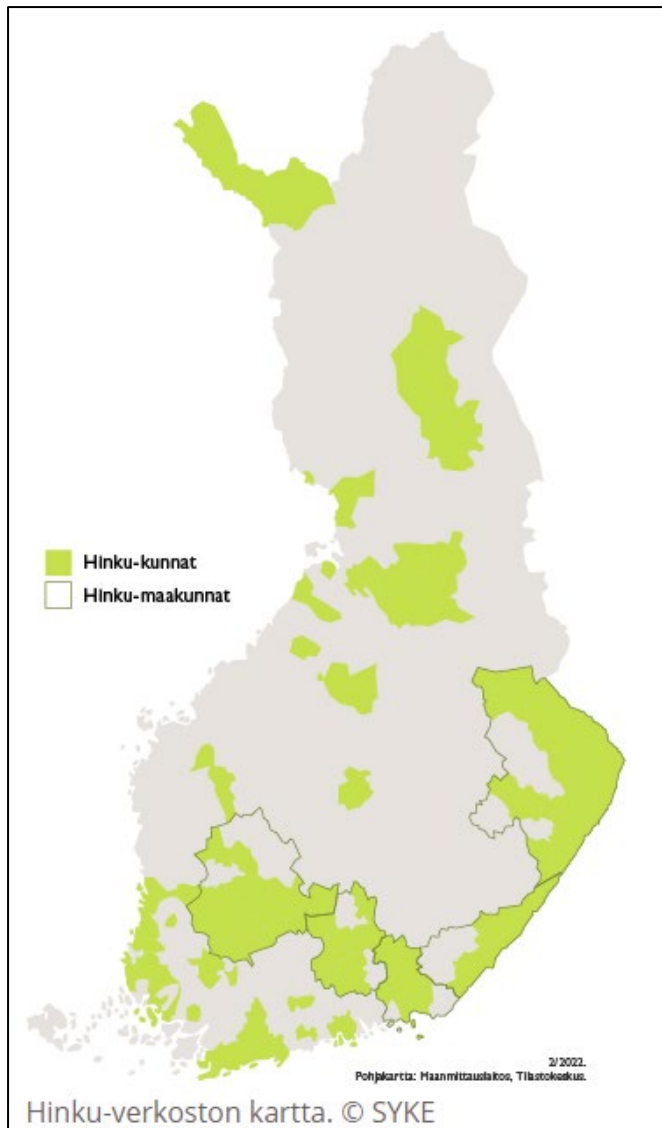 Hinku-kunnat
Hinku-maakunnat
2/2022.
Pohjakartta: Maanmittauslaitos, Tilastokeskus.
Hinku-verkoston kartta. © SYKE